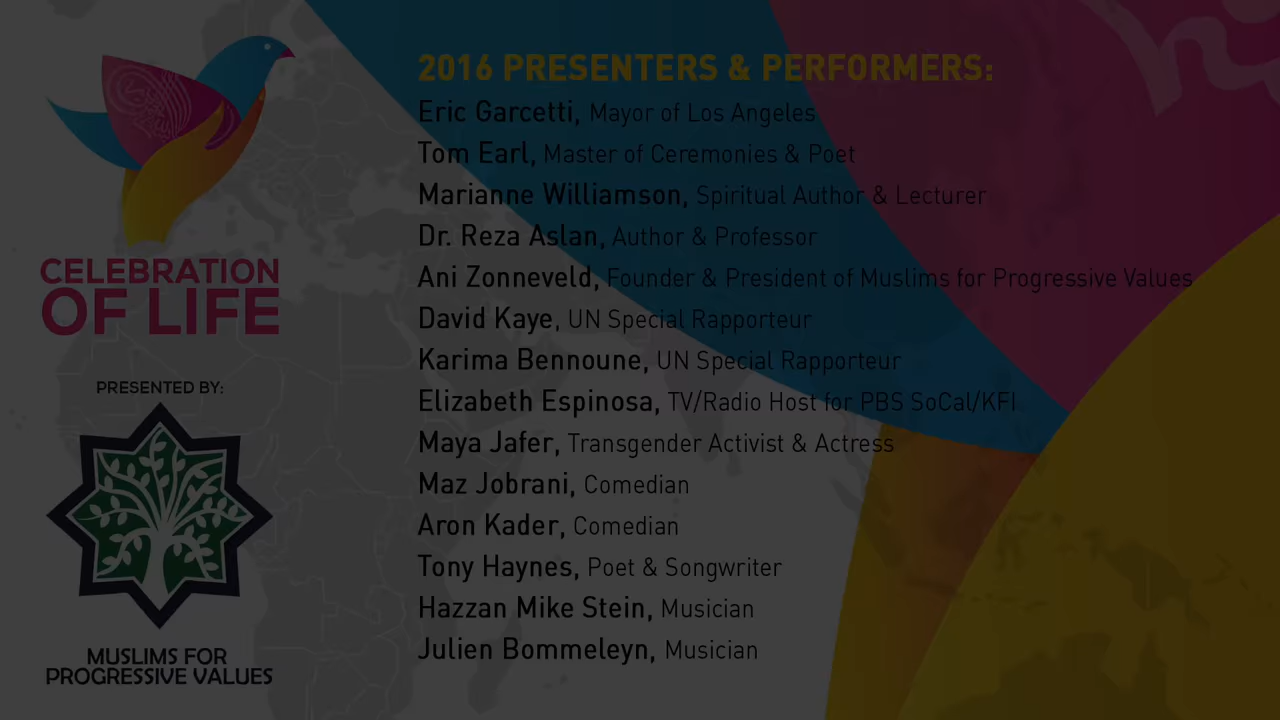 CELEBRATION
OF LIFE
PRESENTED BY:
MUSLIMS FOR
PROGRESSIVE VALUES
2016 PRESENTERS & PERFORMERS:
Eric Garcetti, Mayor of Los Angeles
Tom Earl, Master of Ceremonies & Poet
Marianne Williamson, Spiritual Author & Lecturer
Dr. Reza Aslan, Author & Professor
Ani Zonneveld, Founder & President of Muslims for Progressive Values
David Kaye, UN Special Rapporteur
Karima Bennoune, UN Special Rapporteur
Elizabeth Espinosa, TV/Radio Host for PBS SoCal/KFI
Maya Jafer, Transgender Activist & Actress
Maz Jobrani, Comedian
Aron Kader, Comedian
Tony Haynes, Poet & Songwriter
Hazzan Mike Stein, Musician
Julien Bommeleyn, Musician